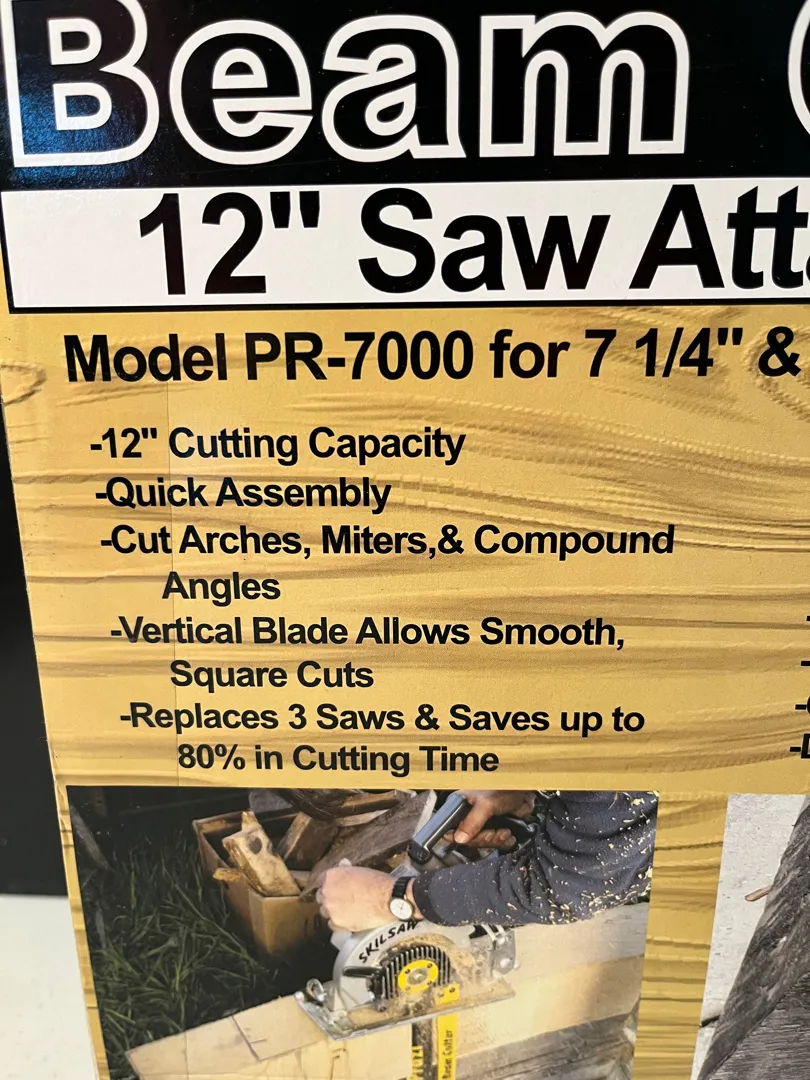 Beam
12" Saw Att
Model PR-7000 for 7 1/4" &
-12" Cutting Capacity
-Quick Assembly
-Cut Arches, Miters,& Compound
Angles
-Vertical Blade Allows Smooth,
Square Cuts
-Replaces 3 Saws & Saves up to
80% in Cutting Time
SKILSAW
Beam Cutter